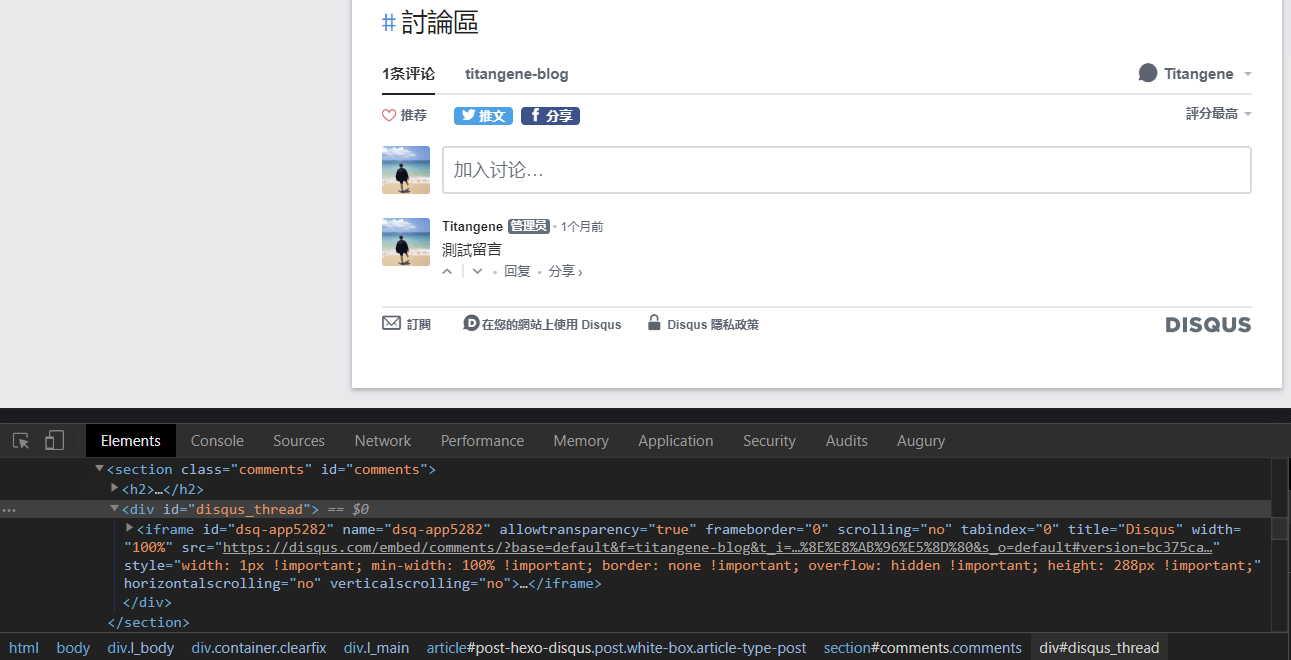 # 討論區
1条评论 titangene-blog Titangene
推荐 推文 分享 評分最高
加入讨论…
Titangene 管理员 • 1个月前
測試留言
• 回复 • 分享 ›
訂閱 在您的網站上使用 Disqus Disqus 隱私政策 DISQUS
Elements Console Sources Network Performance Memory Application Security Audits Augury
<section class="comments" id="comments">
<h2>…</h2>
<div id="disqus_thread"> == $0
<iframe id="dsq-app5282" name="dsq-app5282" allowtransparency="true" frameborder="0" scrolling="no" tabindex="0" title="Disqus" width=
"100%" src="https://disqus.com/embed/comments/?base=default&f=titangene-blog&t_i=…%8E%E8%AB%96%E5%8D%80&s_o=default#version=bc375ca…"
style="width: 1px !important; min-width: 100% !important; border: none !important; overflow: hidden !important; height: 288px !important;"
horizontalscrolling="no" verticalscrolling="no">…</iframe>
</div>
</section>
html body div.l_body div.container.clearfix div.l_main article#post-hexo-disqus.post.white-box.article-type-post section#comments.comments div#disqus_thread